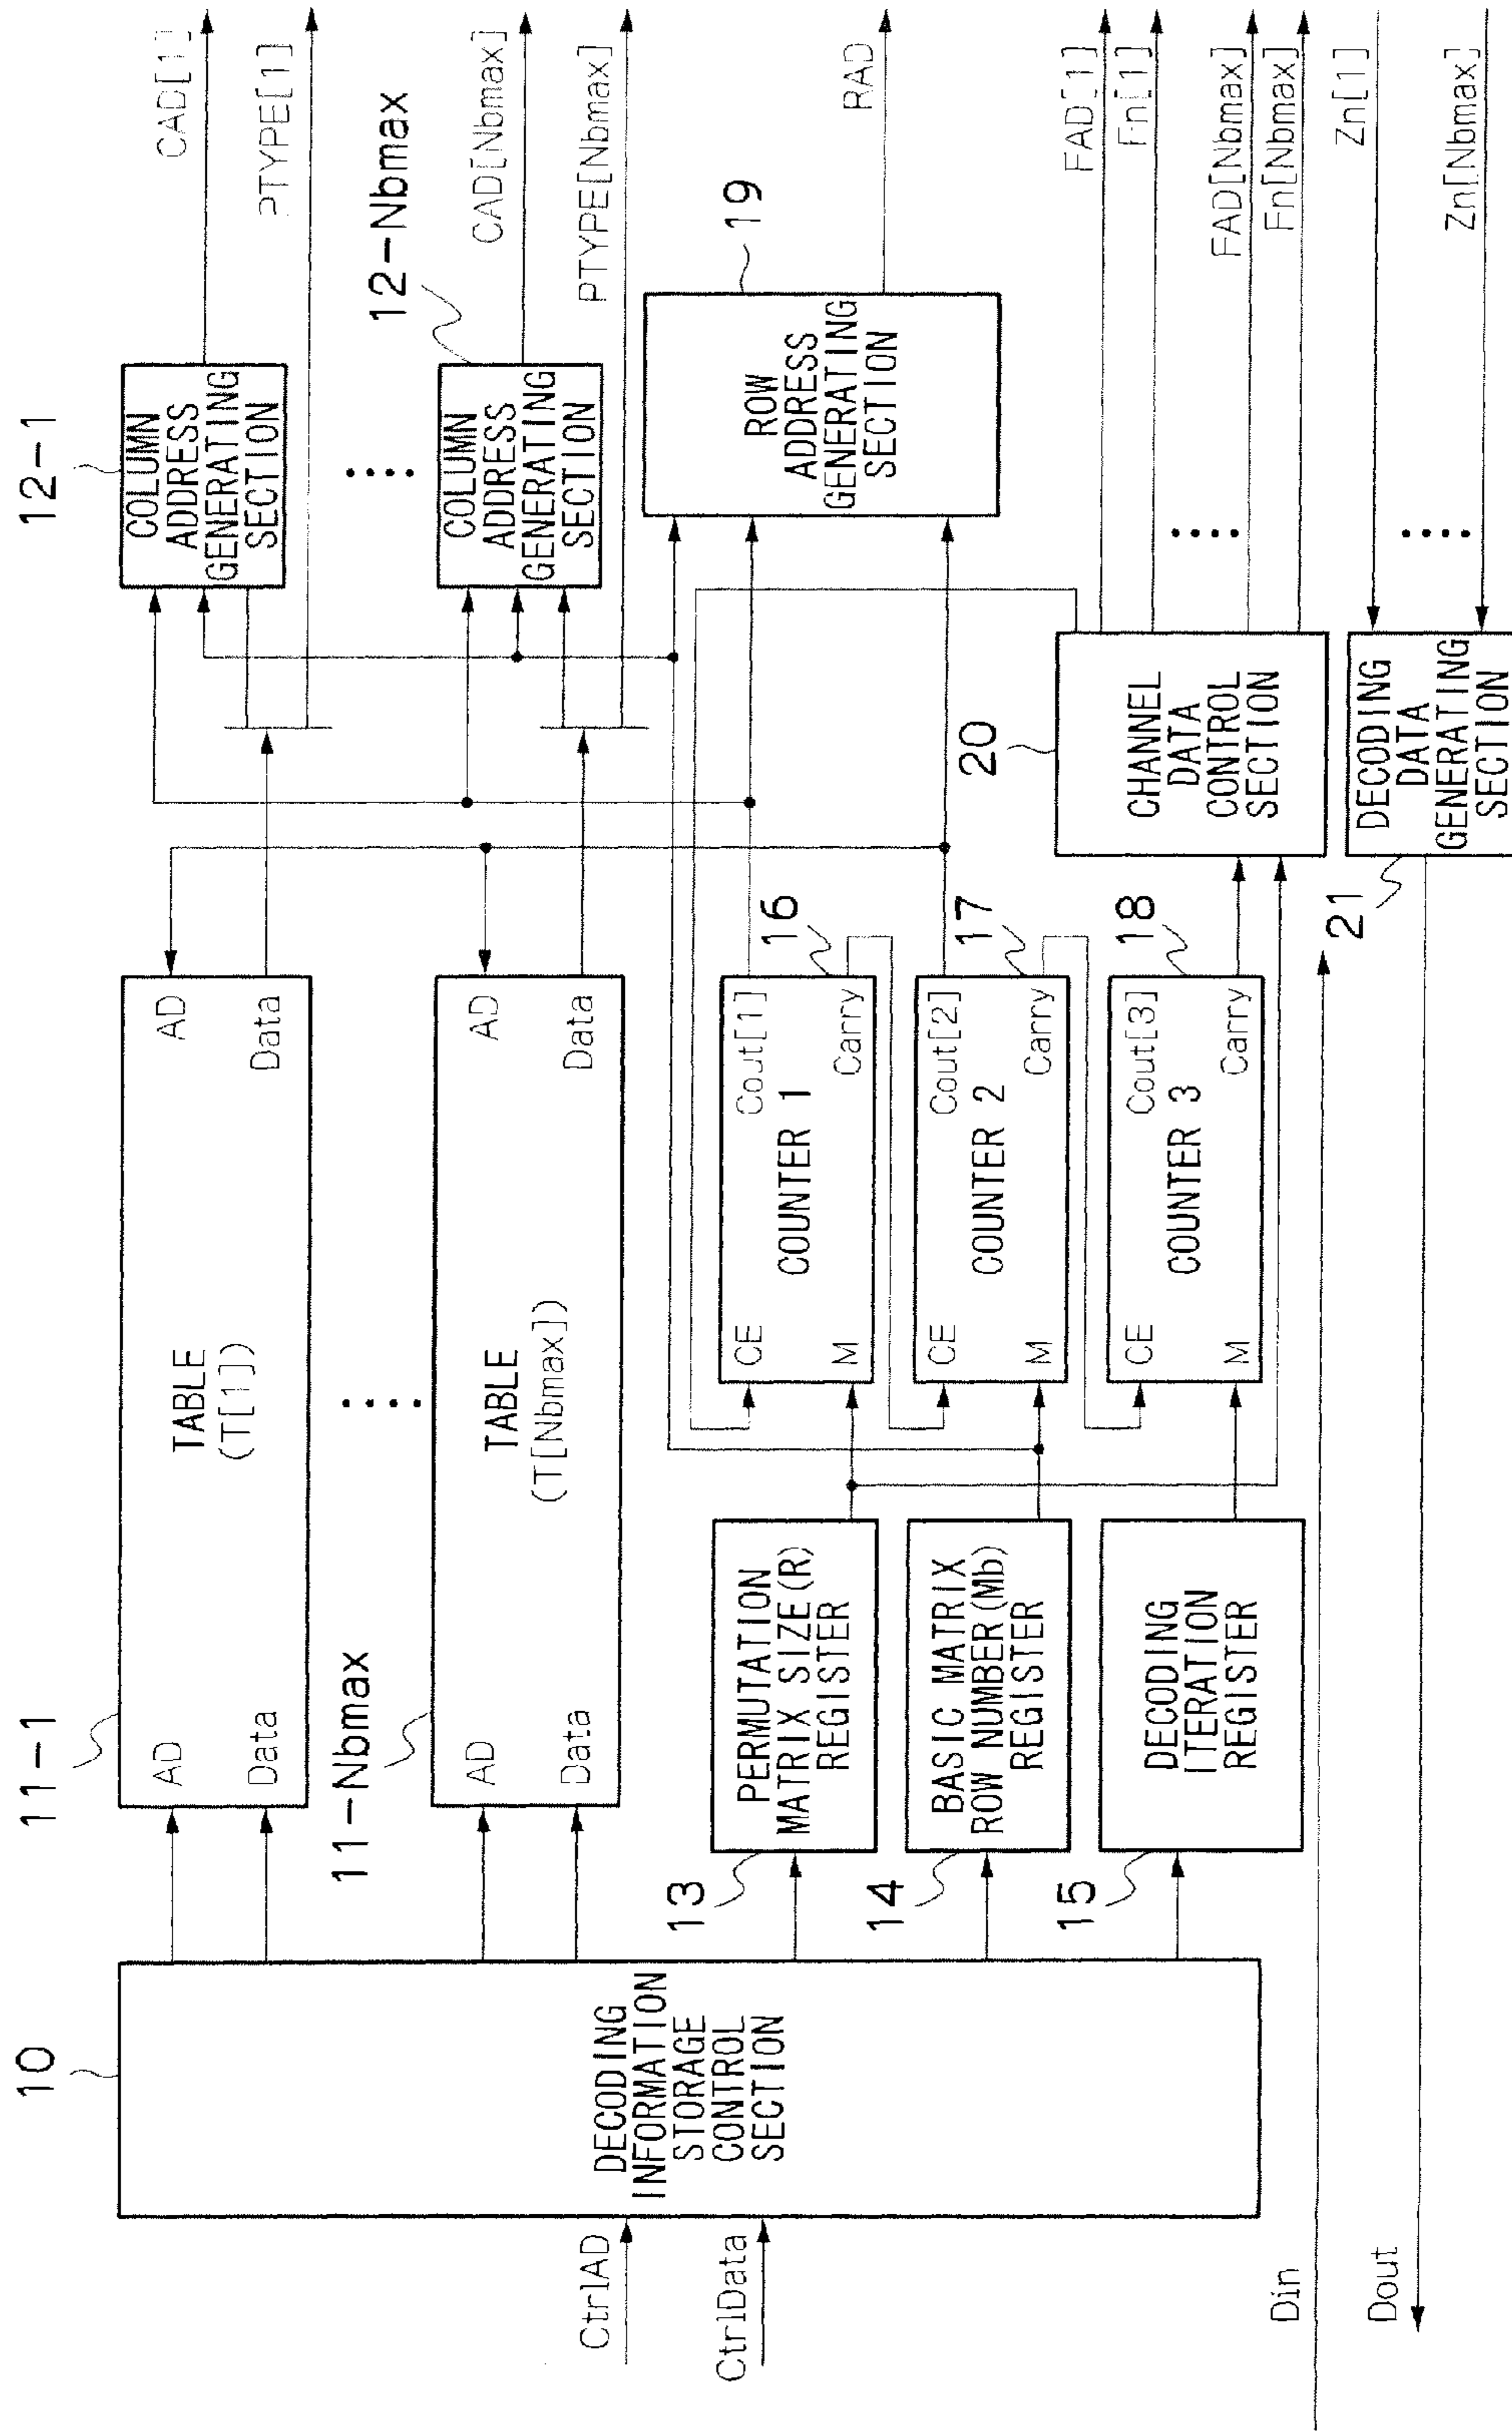 10
DECODING
INFORMATION
STORAGE
CONTROL
SECTION
CtrlAD
CtrlData
11-1
AD
Data
TABLE
(T[1])
AD
Data
11-Nbmax
AD
Data
TABLE
(T[Nbmax])
AD
Data
12-1
COLUMN
ADDRESS
GENERATING
SECTION
CAD[1]
PTYPE[1]
12-Nbmax
COLUMN
ADDRESS
GENERATING
SECTION
CAD[Nbmax]
PTYPE[Nbmax]
13
PERMUTATION
MATRIX SIZE(R)
REGISTER
14
BASIC MATRIX
ROW NUMBER(Mb)
REGISTER
15
DECODING
ITERATION
REGISTER
16
CE
M
COUNTER 1
Cout[1]
Carry
17
CE
M
COUNTER 2
Cout[2]
Carry
18
CE
M
COUNTER 3
Cout[3]
Carry
19
ROW
ADDRESS
GENERATING
SECTION
RAD
20
CHANNEL
DATA
CONTROL
SECTION
FAD[1]
Fn[1]
FAD[Nbmax]
Fn[Nbmax]
21
DECODING
DATA
GENERATING
SECTION
Zn[1]
Zn[Nbmax]
Din
Dout